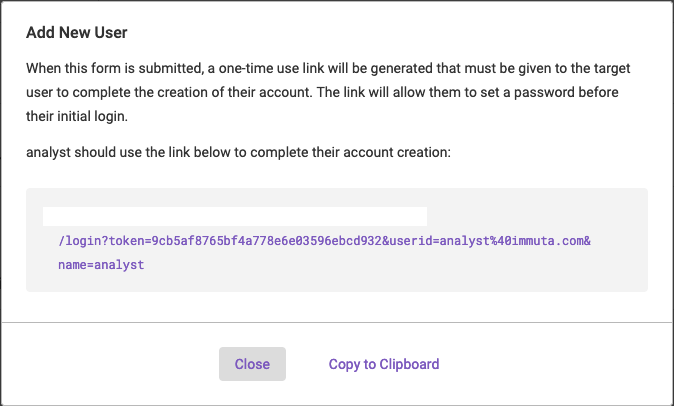 Add New User
When this form is submitted, a one-time use link will be generated that must be given to the target
user to complete the creation of their account. The link will allow them to set a password before
their initial login.
analyst should use the link below to complete their account creation:
/login?token=9cb5af8765bf4a778e6e03596ebcd932&userid=analyst%40immuta.com&
name=analyst
Close
Copy to Clipboard